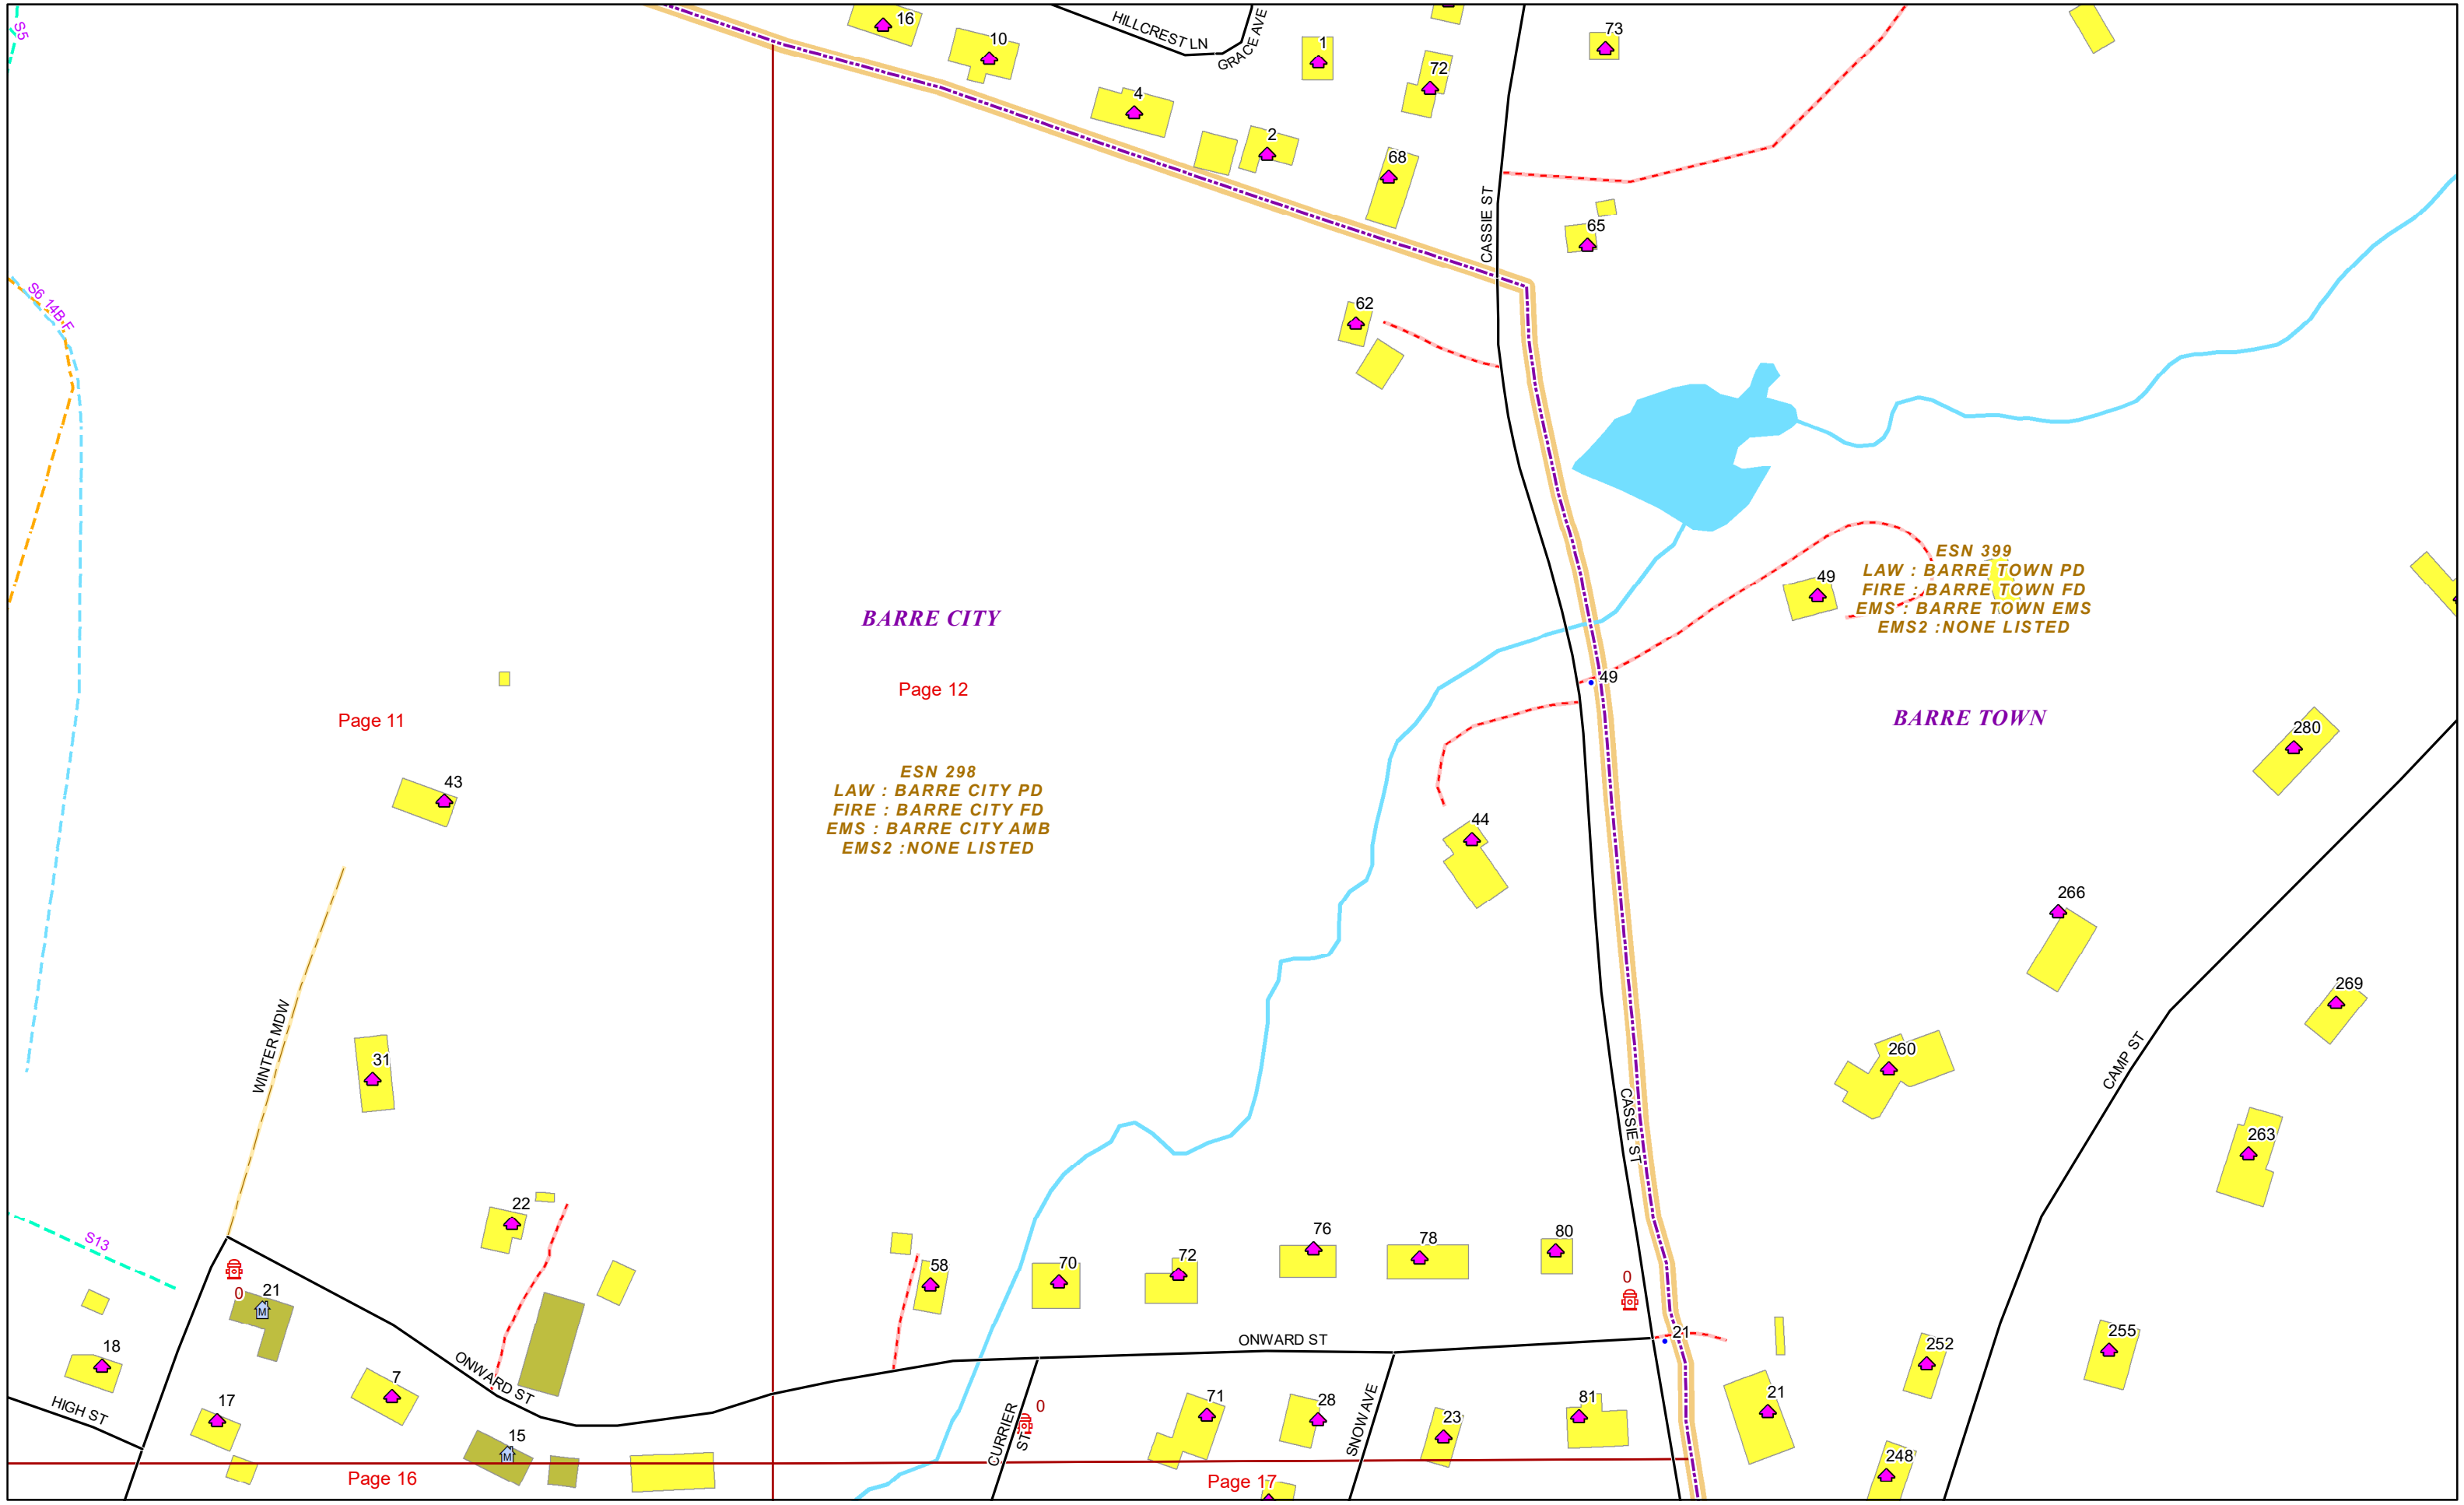 S5
16
10
HILLCREST LN
GRACE AVE
1
73
72
4
2
68
CASSIE ST
65
S6 14B F
62
ESN 399
LAW : BARRE TOWN PD
FIRE : BARRE TOWN FD
EMS : BARRE TOWN EMS
EMS2 :NONE LISTED
49
BARRE CITY
49
Page 12
Page 11
BARRE TOWN
280
ESN 298
LAW : BARRE CITY PD
FIRE : BARRE CITY FD
EMS : BARRE CITY AMB
EMS2 :NONE LISTED
43
44
266
269
WINTER MDW
31
260
CAMP ST
CASSIE ST
263
22
S13
76
78
80
72
70
58
0
0
21
M
ONWARD ST
21
255
252
18
ONWARD ST
7
HIGH ST
17
CURRIER ST
0
71
28
SNOW AVE
23
81
21
15
M
248
Page 16
Page 17